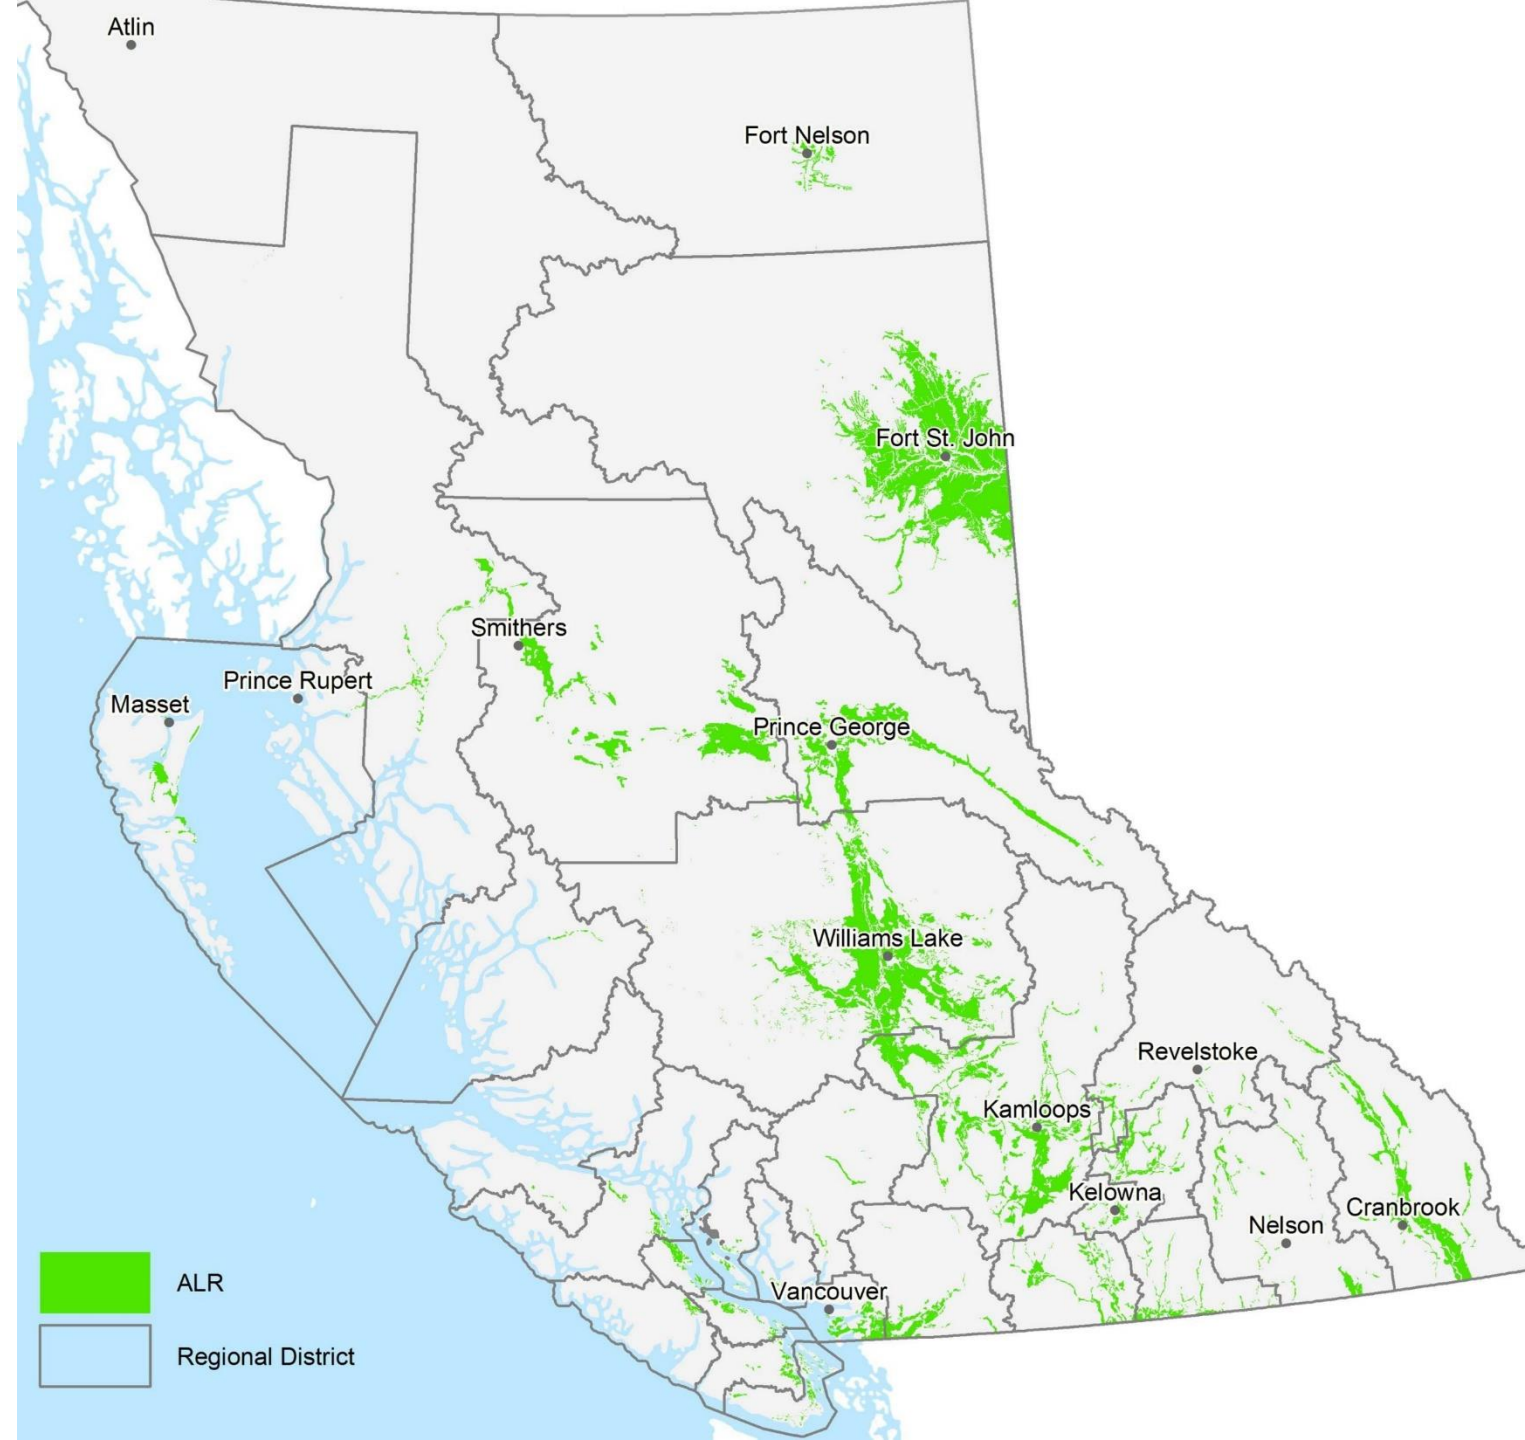 Atlin
Fort Nelson
Fort St. John
Smithers
Prince Rupert
Masset
Prince George
Williams Lake
Revelstoke
Kamloops
Kelowna
Cranbrook
Nelson
Vancouver
ALR
Regional District